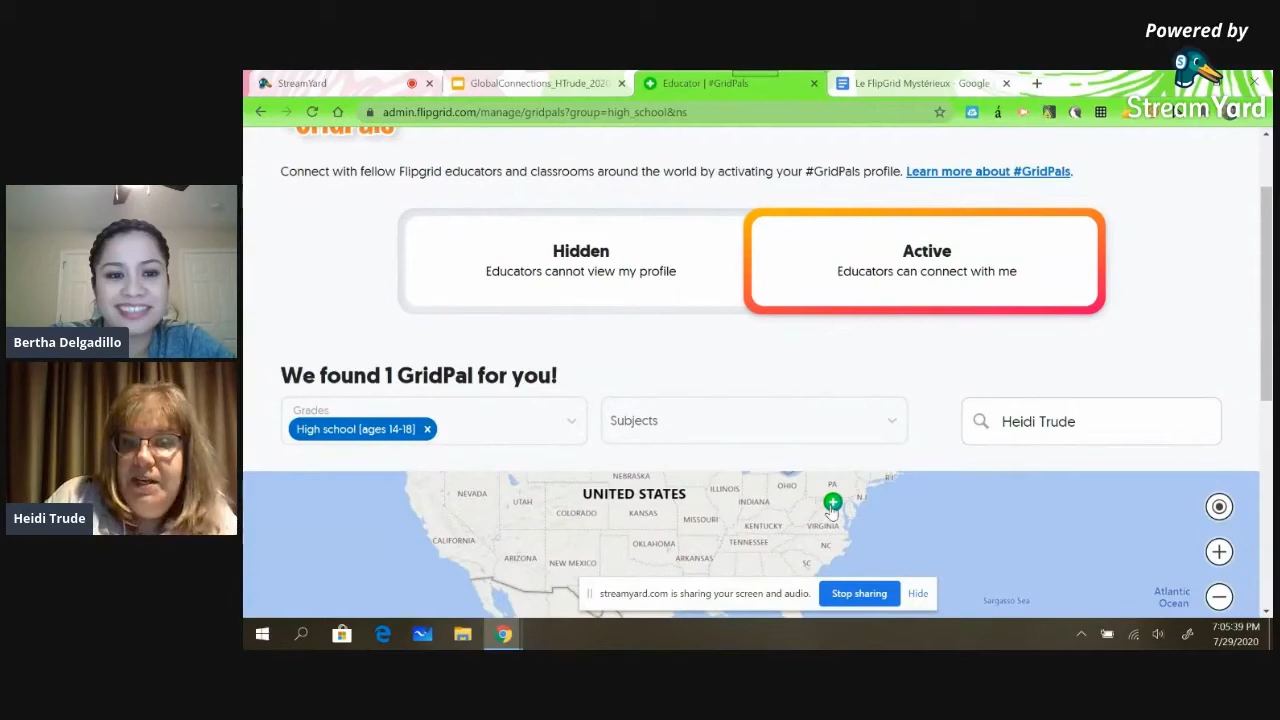 Powered by
StreamYard
StreamYard
GlobalConnections_HTrude_2020
Educator | #GridPals
Le FlipGrid Mystérieux - Google
admin.flipgrid.com/manage/gridpals?group=high_school&ns
Connect with fellow Flipgrid educators and classrooms around the world by activating your #GridPals profile. Learn more about #GridPals.
Hidden
Educators cannot view my profile
Active
Educators can connect with me
We found 1 GridPal for you!
Grades
High school (ages 14-18)
Subjects
Heidi Trude
UNITED STATES
NEBRASKA
NEVADA
UTAH
COLORADO
KANSAS
CALIFORNIA
ARIZONA
NEW MEXICO
OKLAHOMA
MISSOURI
ILLINOIS
INDIANA
OHIO
PA
NJ
RI
KENTUCKY
VIRGINIA
TENNESSEE
NC
ARKANSAS
SC
Sargasso Sea
Atlantic
Ocean
streamyard.com is sharing your screen and audio.
Stop sharing
Hide
7:05:39 PM
7/29/2020
Bertha Delgadillo
Heidi Trude